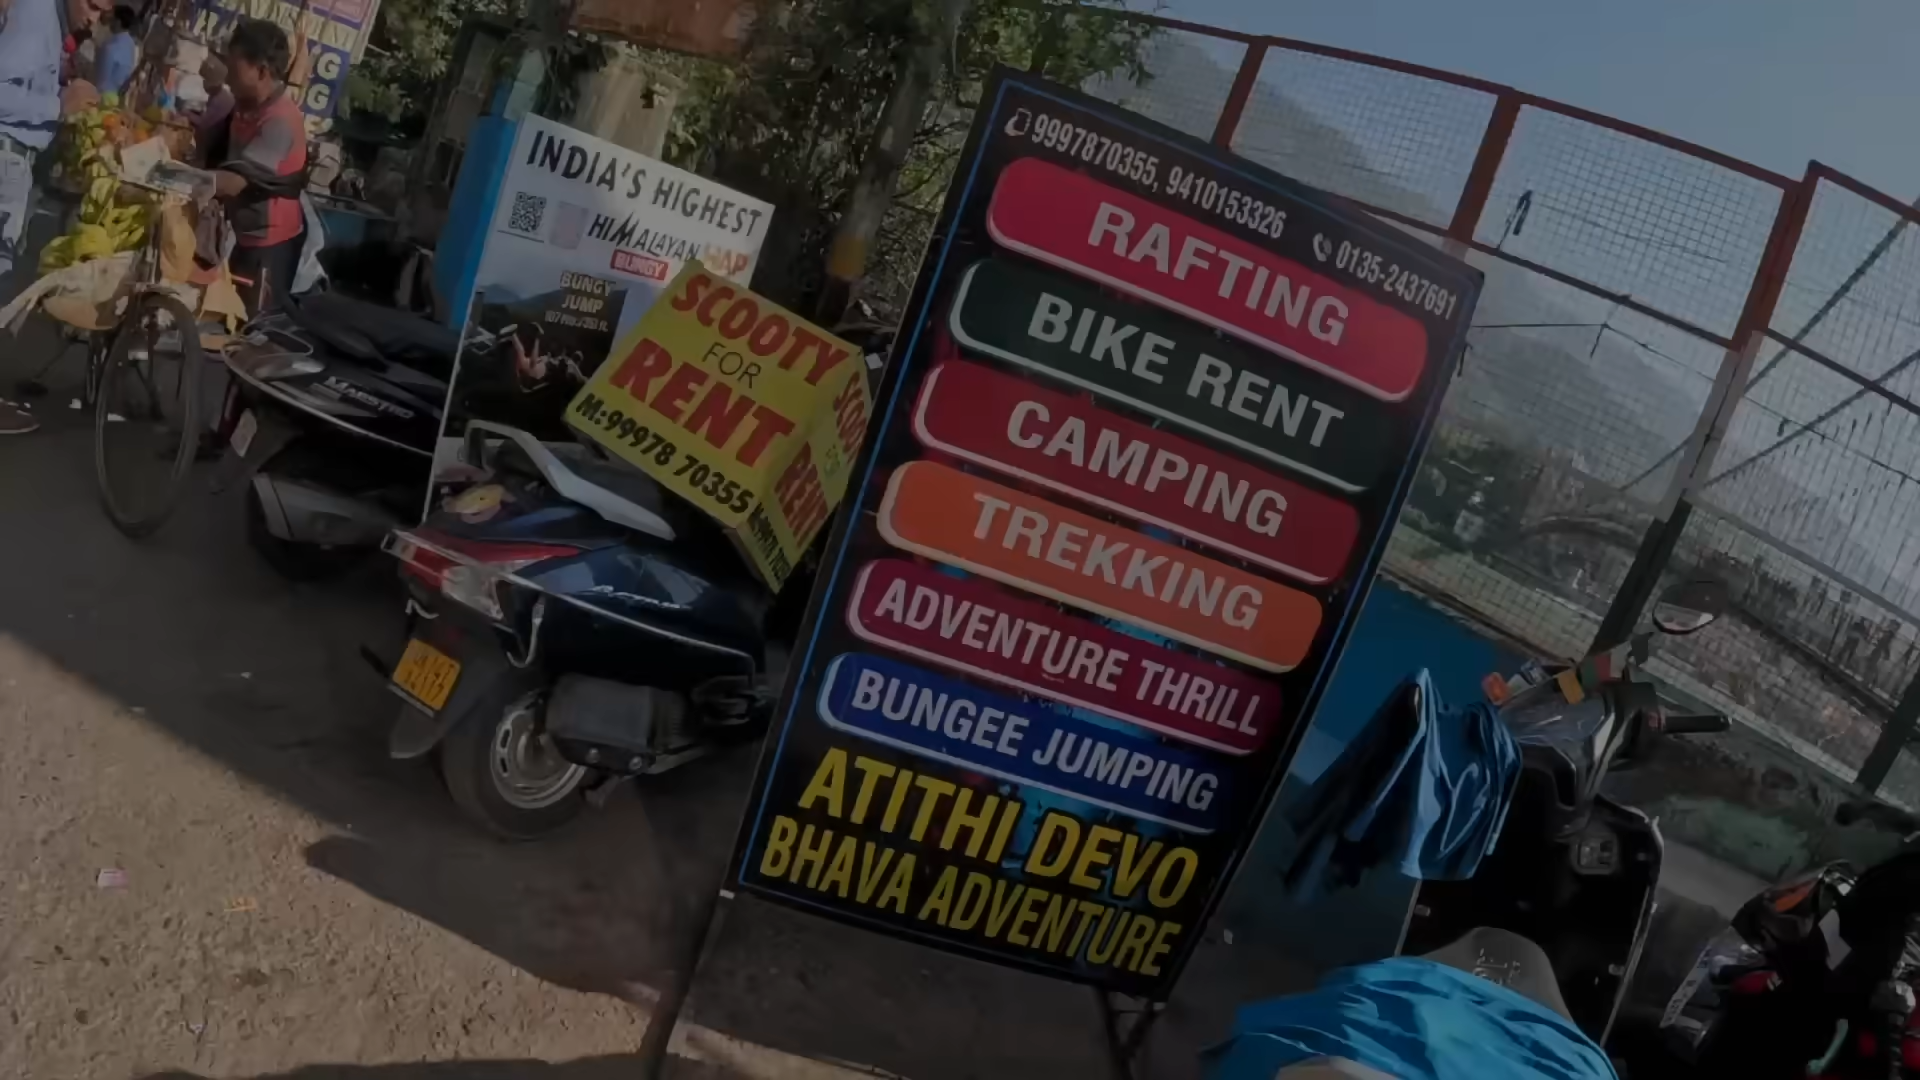 INDIA'S HIGHEST
HIMALAYAN
BUNGY
BUNGY
JUMP
SCOOTY
FOR
RENT
M:99978 70355
RENT
MAESTRO
9997870355, 9410153326
0135-2437691
RAFTING
BIKE RENT
CAMPING
TREKKING
ADVENTURE THRILL
BUNGEE JUMPING
ATITHI DEVO
BHAVA ADVENTURE